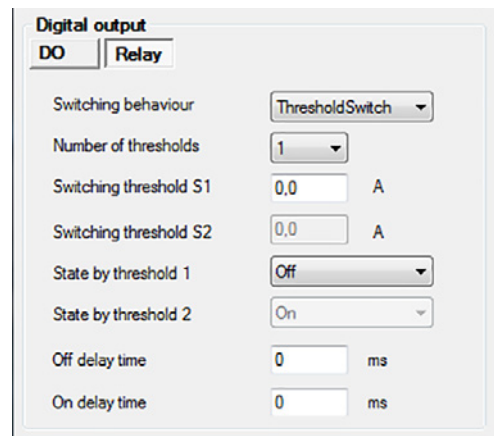 Digital output
DO Relay
Switching behaviour ThresholdSwitch
Number of thresholds 1
Switching threshold S1 0,0 A
Switching threshold S2 0,0 A
State by threshold 1 Off
State by threshold 2 On
Off delay time 0 ms
On delay time 0 ms